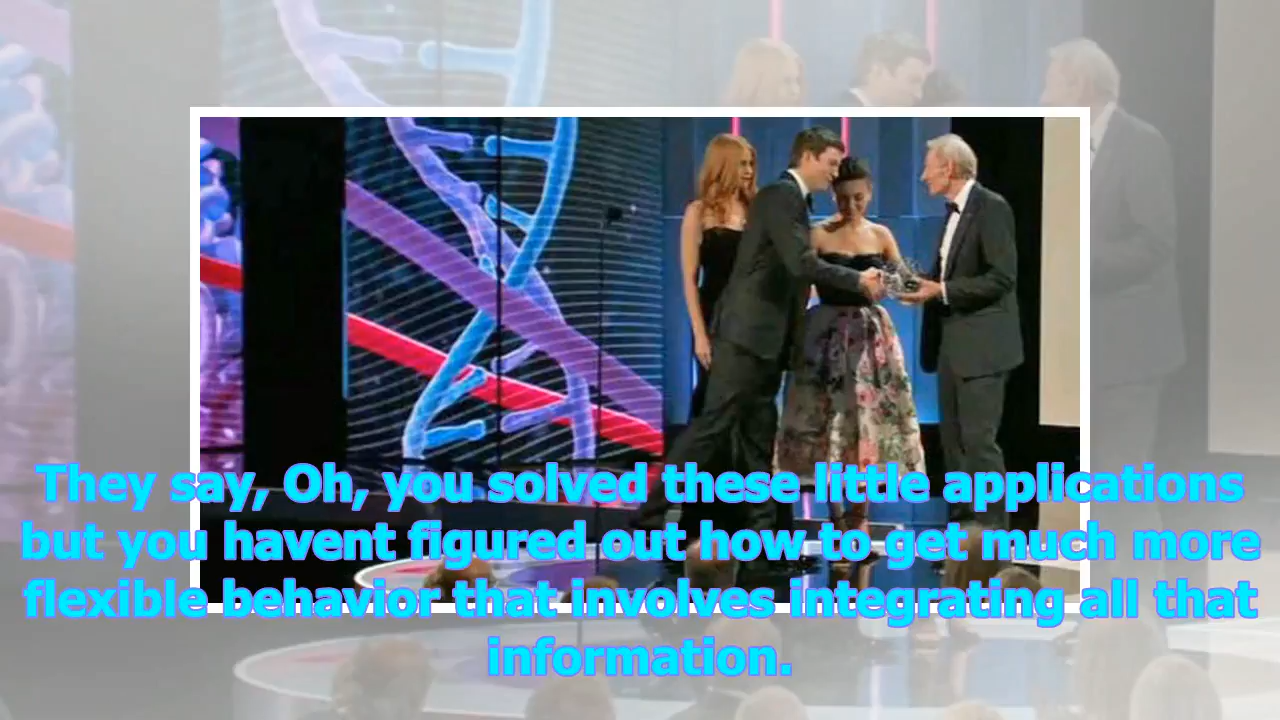 They say, Oh, you solved these little applications
but you havent figured out how to get much more
flexible behavior that involves integrating all that
information.